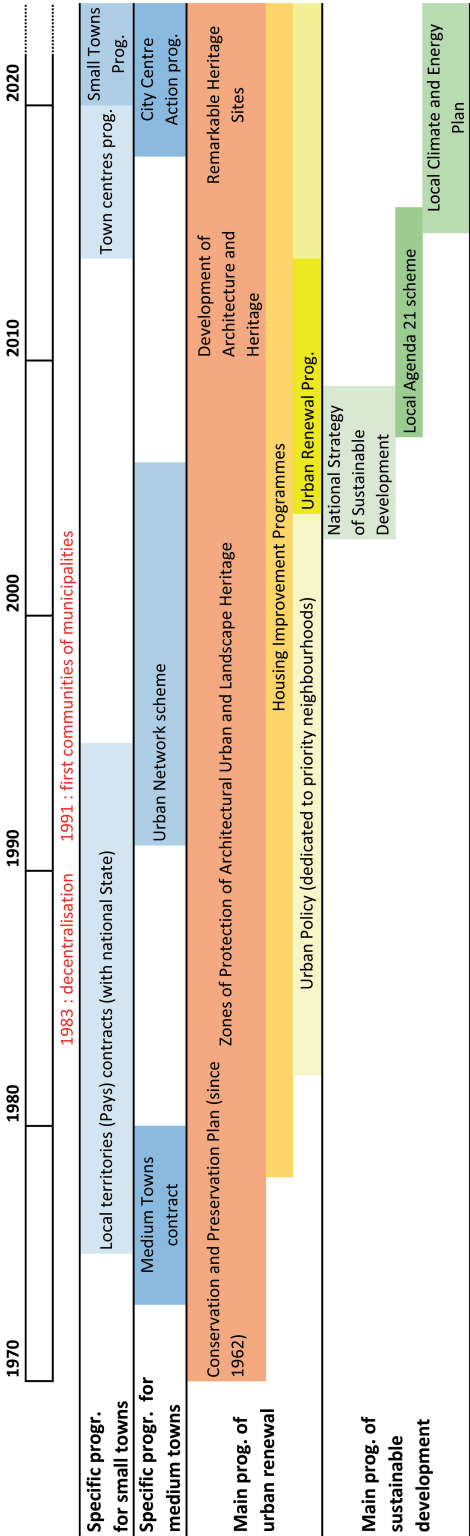 1970
1980
1990
2000
2010
2020
1983 : decentralisation
1991 : first communities of municipalities
Specific progr.
for small towns
Local territories (Pays) contracts (with national State)
Town centres prog.
Small Towns
Prog.
Specific progr. for
medium towns
Medium Towns
contract
Urban Network scheme
City Centre
Action prog.
Main prog. of
urban renewal
Conservation and Preservation Plan (since
1962)
Zones of Protection of Architectural Urban and Landscape Heritage
Development of
Architecture and
Heritage
Remarkable Heritage
Sites
Housing Improvement Programmes
Urban Policy (dedicated to priority neighbourhoods)
Urban Renewal Prog.
Main prog. of
sustainable
development
National Strategy
of Sustainable
Development
Local Agenda 21 scheme
Local Climate and Energy
Plan